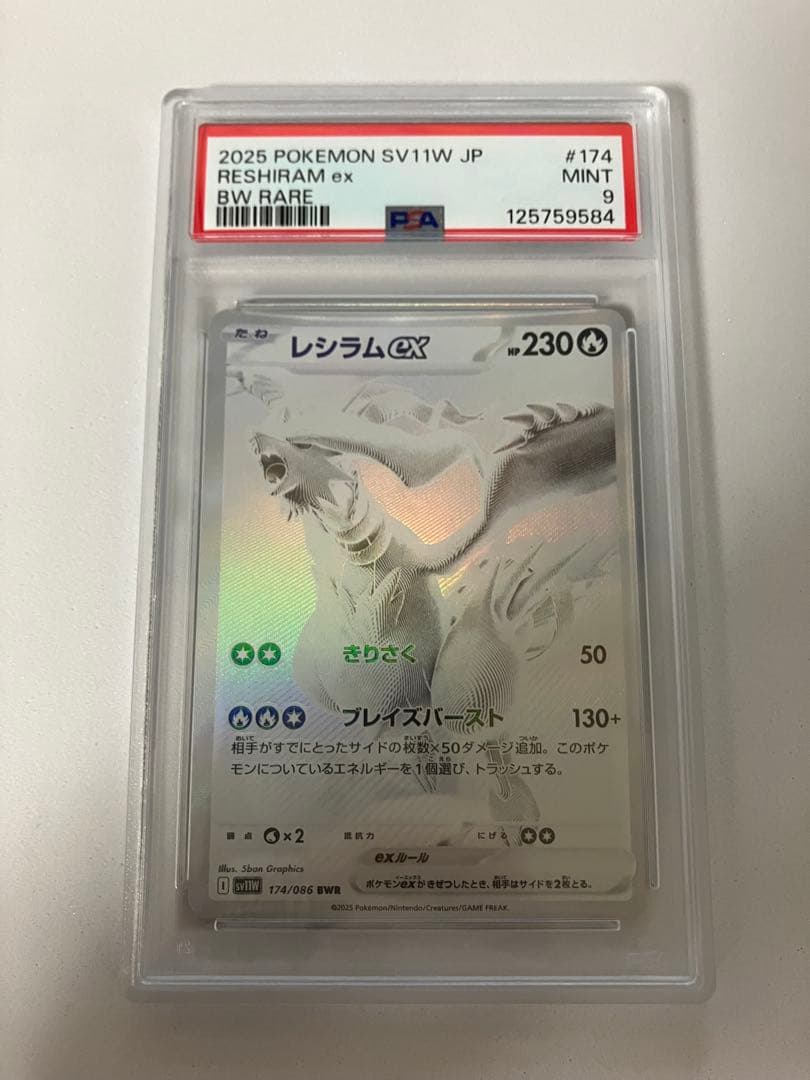 2025 POKEMON SV11W JP #174
RESHIRAM ex MINT
BW RARE 9
PSA 125759584
たね
レシラムex HP230
きりさく 50
ブレイズバースト 130+
相手がすでにとったサイドの枚数×50ダメージ追加。このポケ
モンについているエネルギーを1個選び、トラッシュする。
弱点 ×2 抵抗力 にげる
exルール
ポケモンexがきぜつしたとき、相手はサイドを2枚とる。
Illus. 5ban Graphics
I sv11W 174/086 BWR
©2025 Pokémon/Nintendo/Creatures/GAME FREAK.